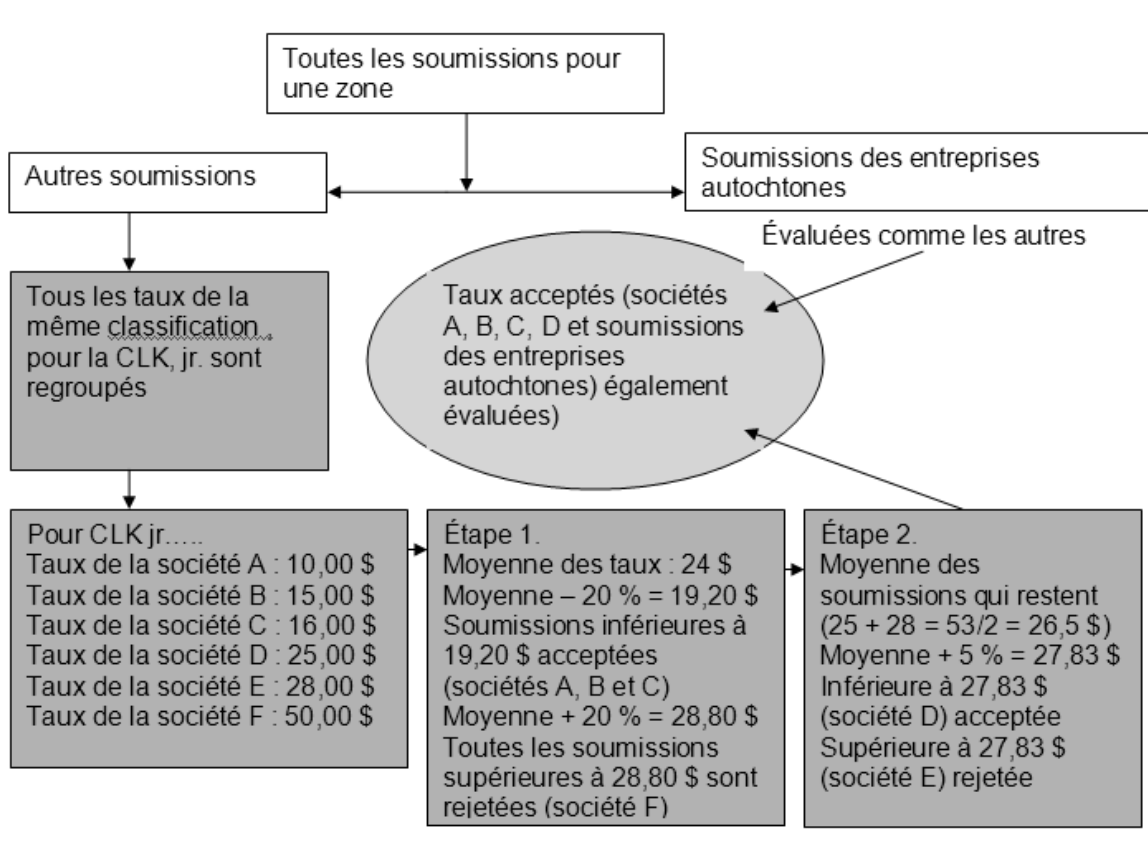 Toutes les soumissions pour
une zone
Autres soumissions
Soumissions des entreprises
autochtones
Évaluées comme les autres
Tous les taux de la
même classification ,
pour la CLK, jr. sont
regroupés
Taux acceptés (sociétés
A, B, C, D et soumissions
des entreprises
autochtones) également
évaluées)
Pour CLK jr.….
Taux de la société A : 10,00 $
Taux de la société B : 15,00 $
Taux de la société C : 16,00 $
Taux de la société D : 25,00 $
Taux de la société E : 28,00 $
Taux de la société F : 50,00 $
Étape 1.
Moyenne des taux : 24 $
Moyenne – 20 % = 19,20 $
Soumissions inférieures à
19,20 $ acceptées
(sociétés A, B et C)
Moyenne + 20 % = 28,80 $
Toutes les soumissions
supérieures à 28,80 $ sont
rejetées (société F)
Étape 2.
Moyenne des
soumissions qui restent
(25 + 28 = 53/2 = 26,5 $)
Moyenne + 5 % = 27,83 $
Inférieure à 27,83 $
(société D) acceptée
Supérieure à 27,83 $
(société E) rejetée